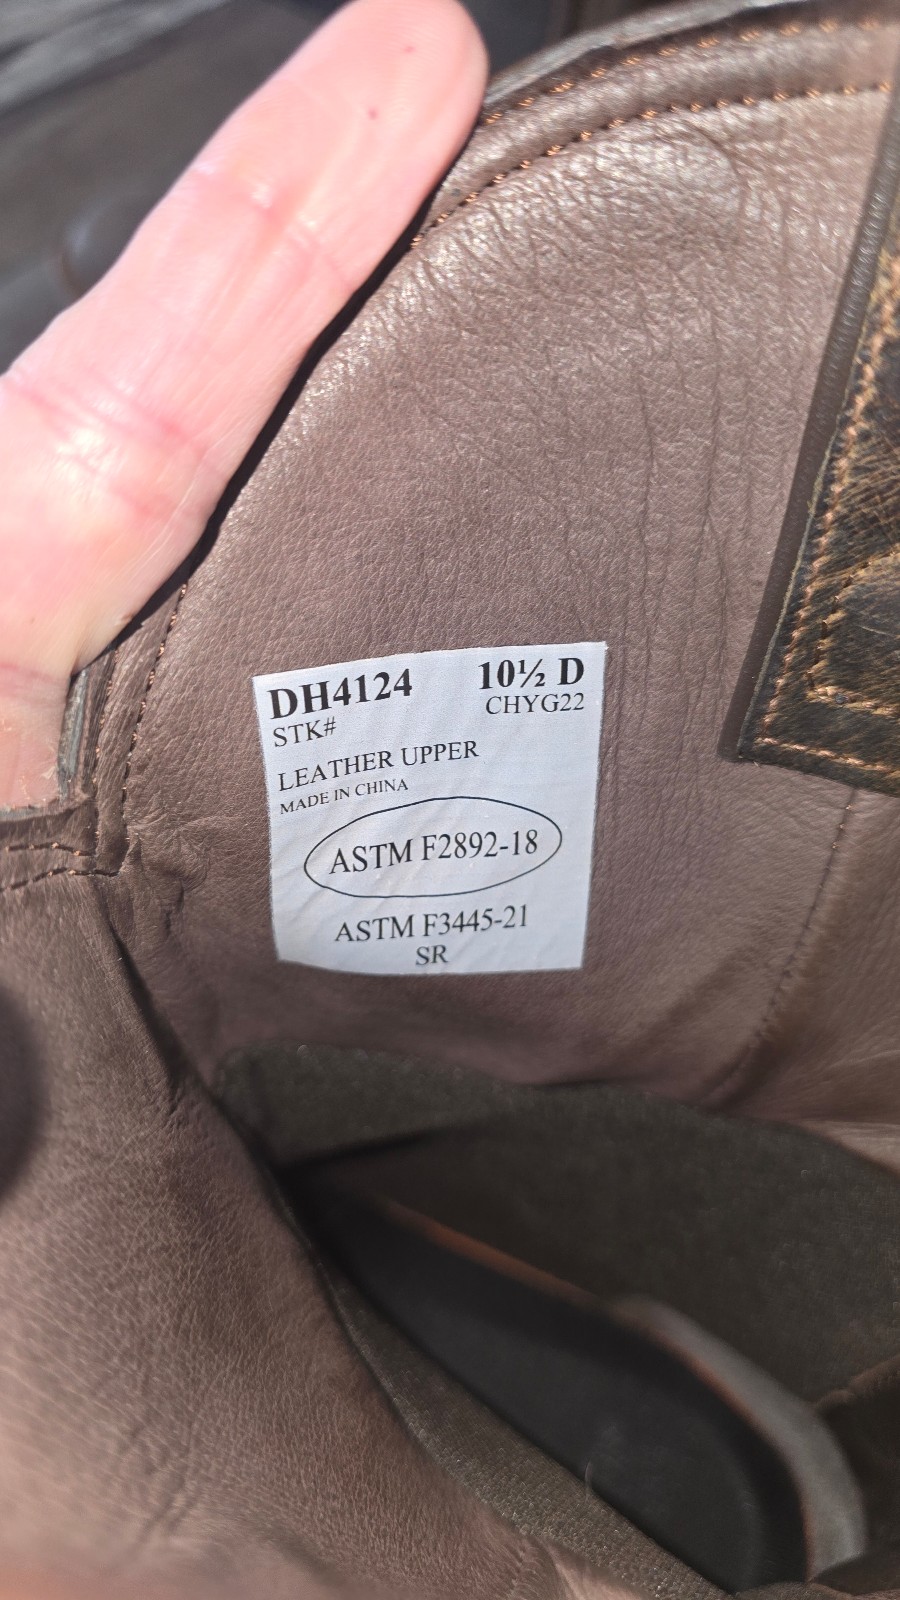 DH4124 10½ D
STK# CHYG22
LEATHER UPPER
MADE IN CHINA
ASTM F2892-18
ASTM F3445-21
SR